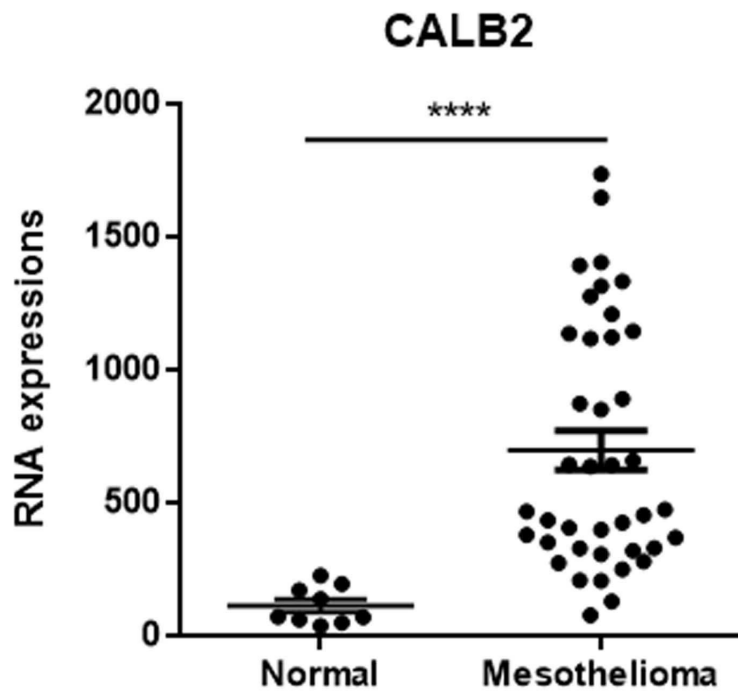 CALB2
****
2000
1500
1000
500
0
RNA expressions
Normal
Mesothelioma